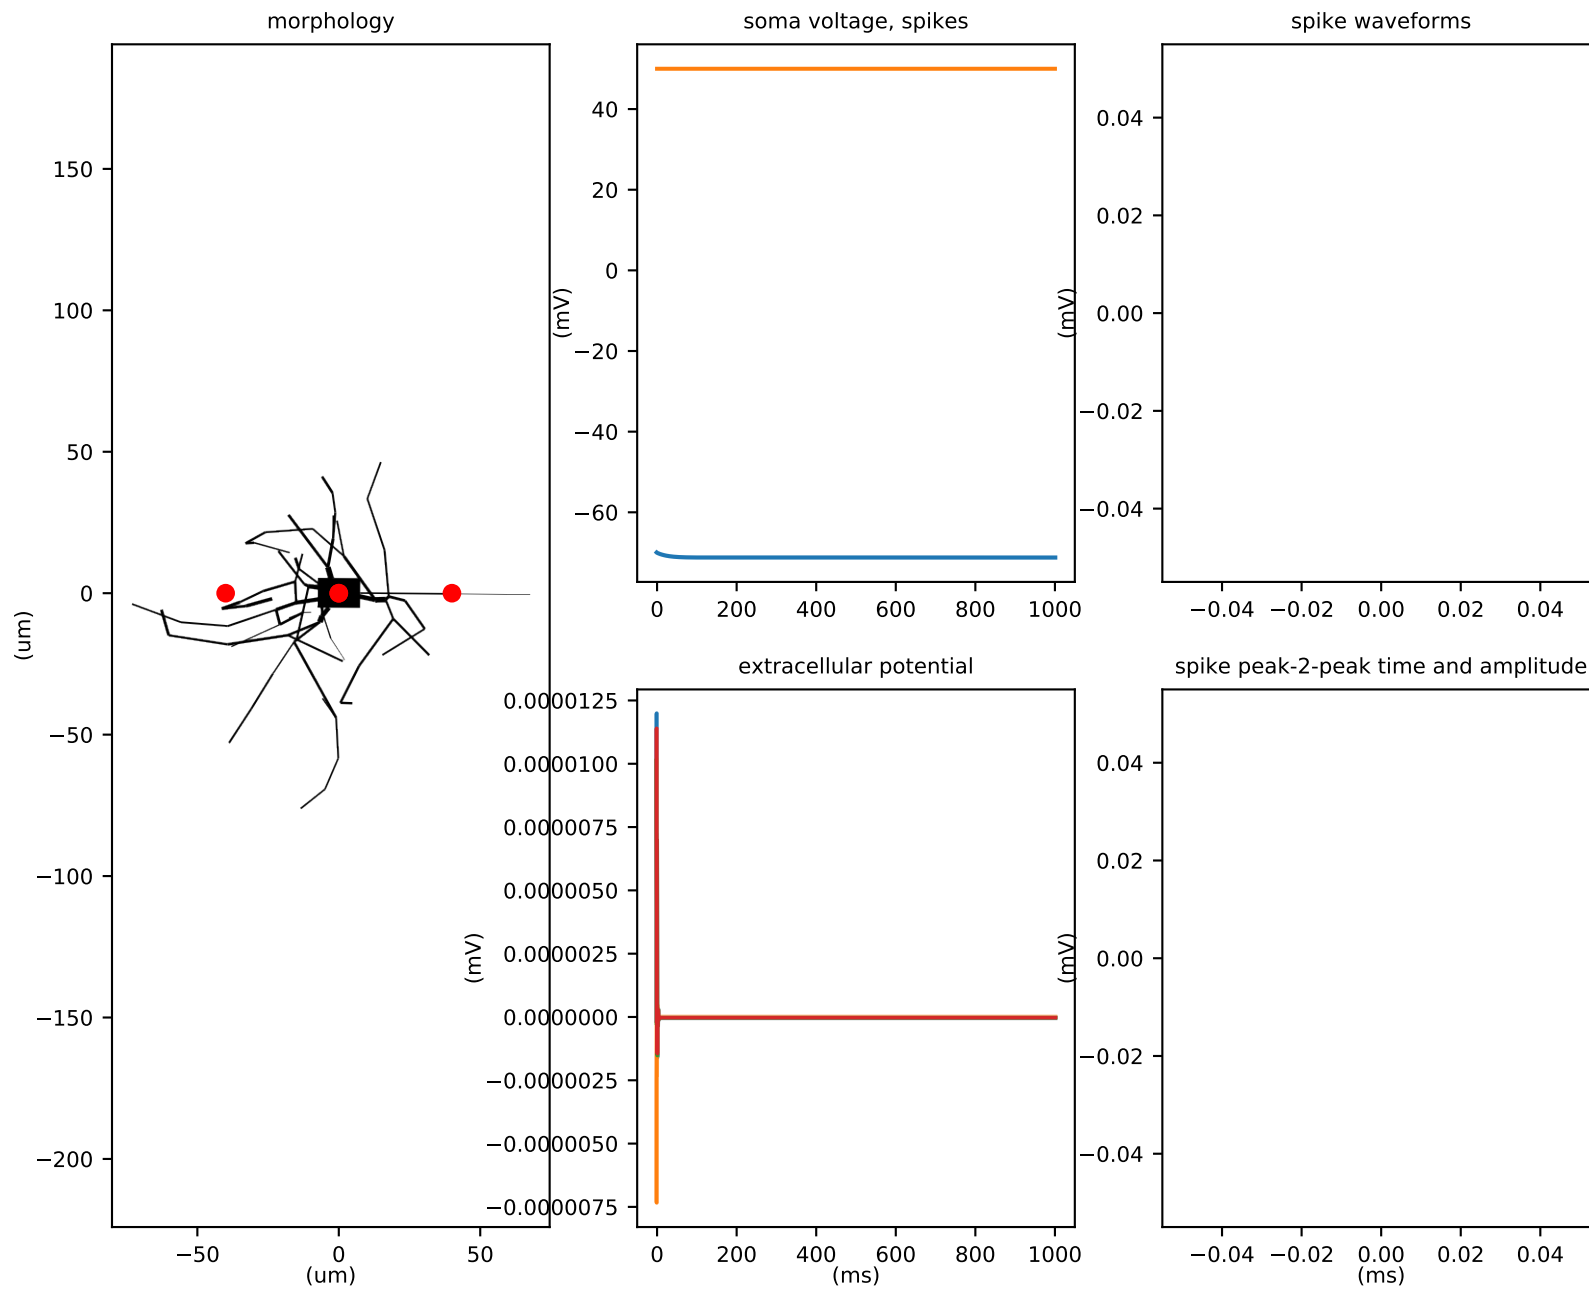 morphology
150
100
50
0
−50
−100
−150
−200
(um)
−50 0 50
(um)
soma voltage, spikes
40
20
0
−20
−40
−60
(mV)
0 200 400 600 800 1000
spike waveforms
0.04
0.02
0.00
−0.02
−0.04
(mV)
−0.04 −0.02 0.00 0.02 0.04
extracellular potential
0.0000125
0.0000100
0.0000075
0.0000050
0.0000025
0.0000000
−0.0000025
−0.0000050
−0.0000075
(mV)
0 200 400 600 800 1000
(ms)
spike peak-2-peak time and amplitude
0.04
0.02
0.00
−0.02
−0.04
(mV)
−0.04 −0.02 0.00 0.02 0.04
(ms)